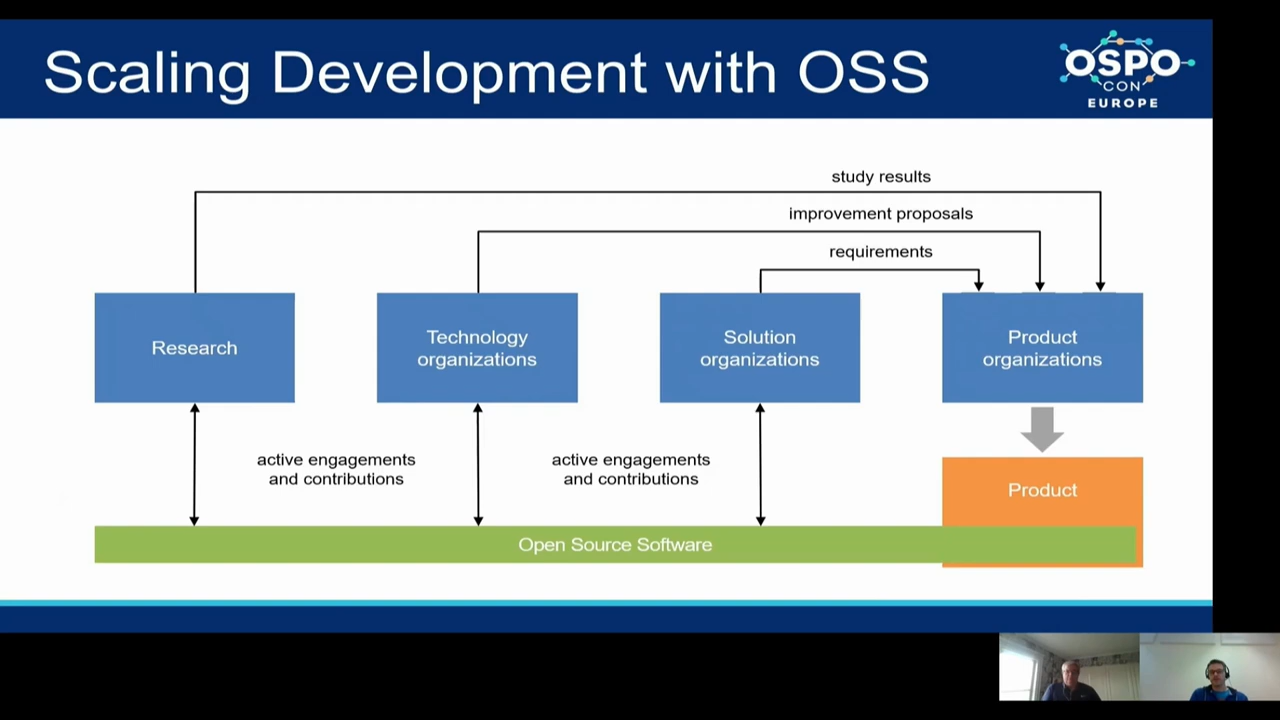 Scaling Development with OSS
OSPO
CON
EUROPE
study results
improvement proposals
requirements
Research
Technology
organizations
Solution
organizations
Product
organizations
active engagements
and contributions
active engagements
and contributions
Product
Open Source Software